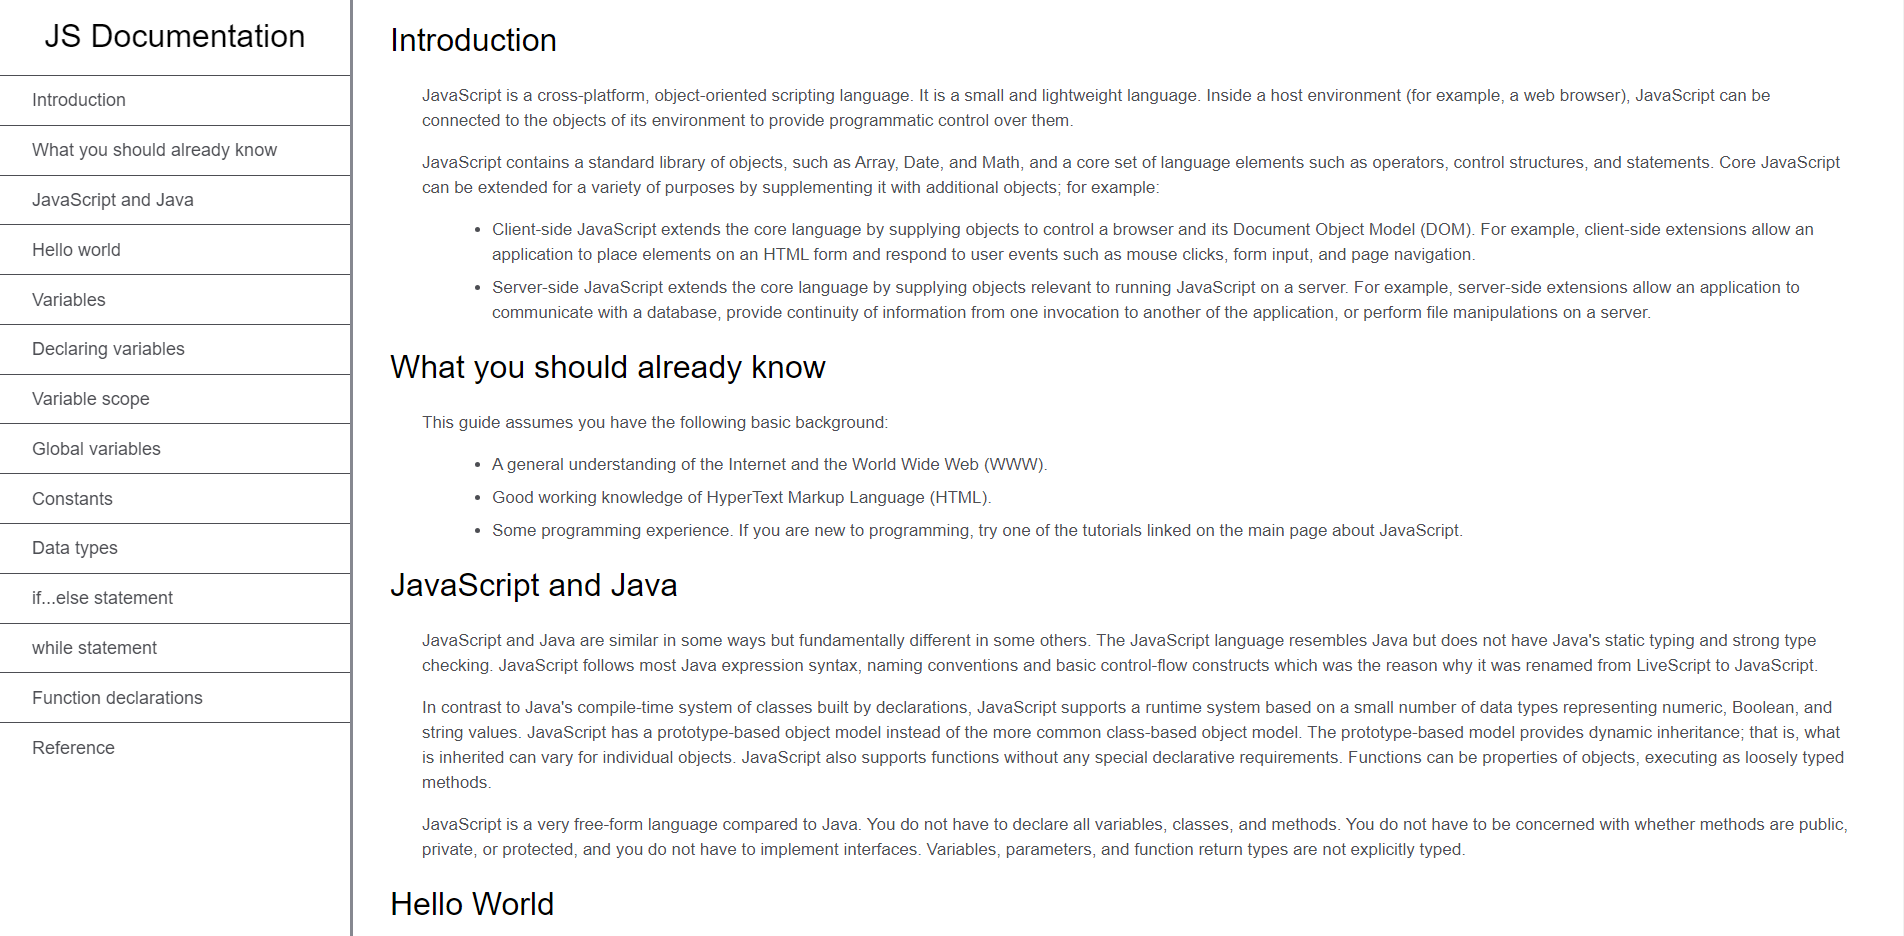 JS Documentation
Introduction
What you should already know
JavaScript and Java
Hello world
Variables
Declaring variables
Variable scope
Global variables
Constants
Data types
if...else statement
while statement
Function declarations
Reference
Introduction
JavaScript is a cross-platform, object-oriented scripting language. It is a small and lightweight language. Inside a host environment (for example, a web browser), JavaScript can be
connected to the objects of its environment to provide programmatic control over them.
JavaScript contains a standard library of objects, such as Array, Date, and Math, and a core set of language elements such as operators, control structures, and statements. Core JavaScript
can be extended for a variety of purposes by supplementing it with additional objects; for example:
• Client-side JavaScript extends the core language by supplying objects to control a browser and its Document Object Model (DOM). For example, client-side extensions allow an
application to place elements on an HTML form and respond to user events such as mouse clicks, form input, and page navigation.
• Server-side JavaScript extends the core language by supplying objects relevant to running JavaScript on a server. For example, server-side extensions allow an application to
communicate with a database, provide continuity of information from one invocation to another of the application, or perform file manipulations on a server.
What you should already know
This guide assumes you have the following basic background:
• A general understanding of the Internet and the World Wide Web (WWW).
• Good working knowledge of HyperText Markup Language (HTML).
• Some programming experience. If you are new to programming, try one of the tutorials linked on the main page about JavaScript.
JavaScript and Java
JavaScript and Java are similar in some ways but fundamentally different in some others. The JavaScript language resembles Java but does not have Java's static typing and strong type
checking. JavaScript follows most Java expression syntax, naming conventions and basic control-flow constructs which was the reason why it was renamed from LiveScript to JavaScript.
In contrast to Java's compile-time system of classes built by declarations, JavaScript supports a runtime system based on a small number of data types representing numeric, Boolean, and
string values. JavaScript has a prototype-based object model instead of the more common class-based object model. The prototype-based model provides dynamic inheritance; that is, what
is inherited can vary for individual objects. JavaScript also supports functions without any special declarative requirements. Functions can be properties of objects, executing as loosely typed
methods.
JavaScript is a very free-form language compared to Java. You do not have to declare all variables, classes, and methods. You do not have to be concerned with whether methods are public,
private, or protected, and you do not have to implement interfaces. Variables, parameters, and function return types are not explicitly typed.
Hello World